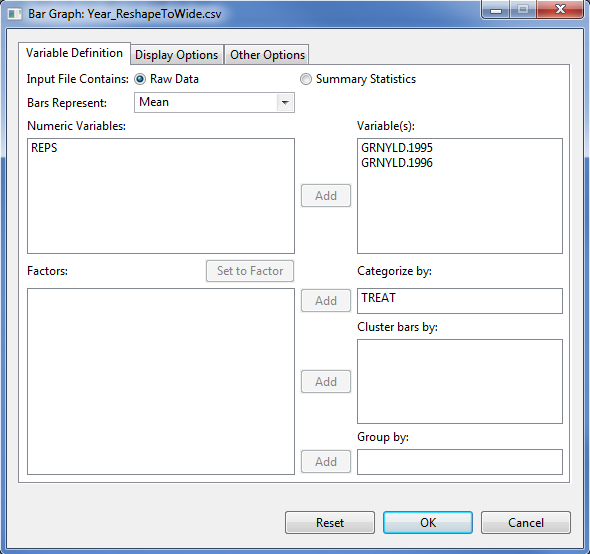 Bar Graph: Year_ReshapeToWide.csv
Variable Definition Display Options Other Options
Input File Contains: Raw Data Summary Statistics
Bars Represent: Mean
Numeric Variables: Variable(s):
REPS GRNYLD.1995
GRNYLD.1996
Add
Factors: Set to Factor Categorize by:
Add TREAT
Cluster bars by:
Add
Group by:
Add
Reset OK Cancel